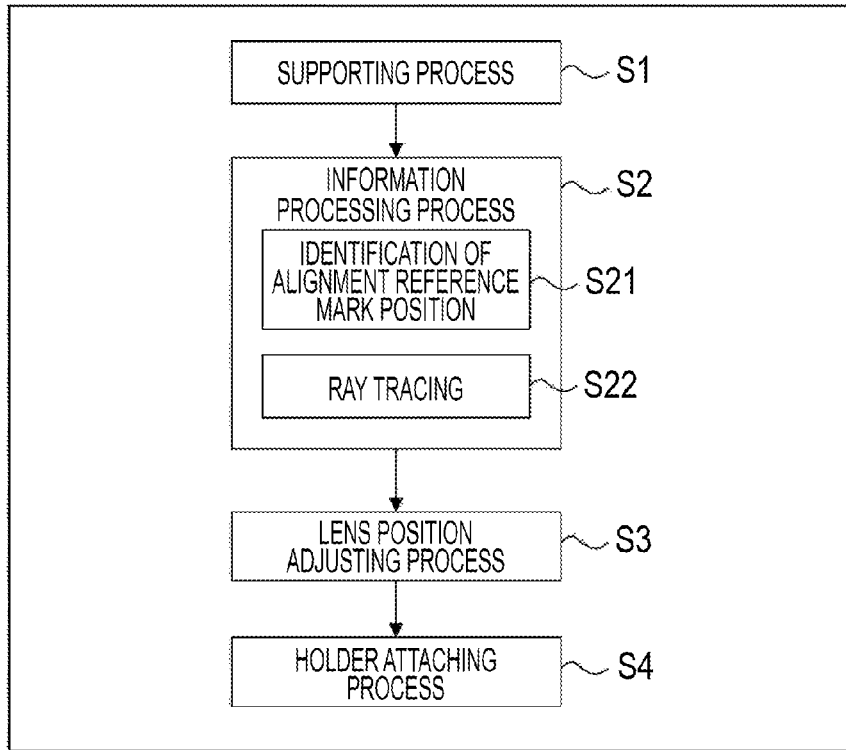 SUPPORTING PROCESS
S1
INFORMATION
PROCESSING PROCESS
S2
IDENTIFICATION OF
ALIGNMENT REFERENCE
MARK POSITION
S21
RAY TRACING
S22
LENS POSITION
ADJUSTING PROCESS
S3
HOLDER ATTACHING
PROCESS
S4